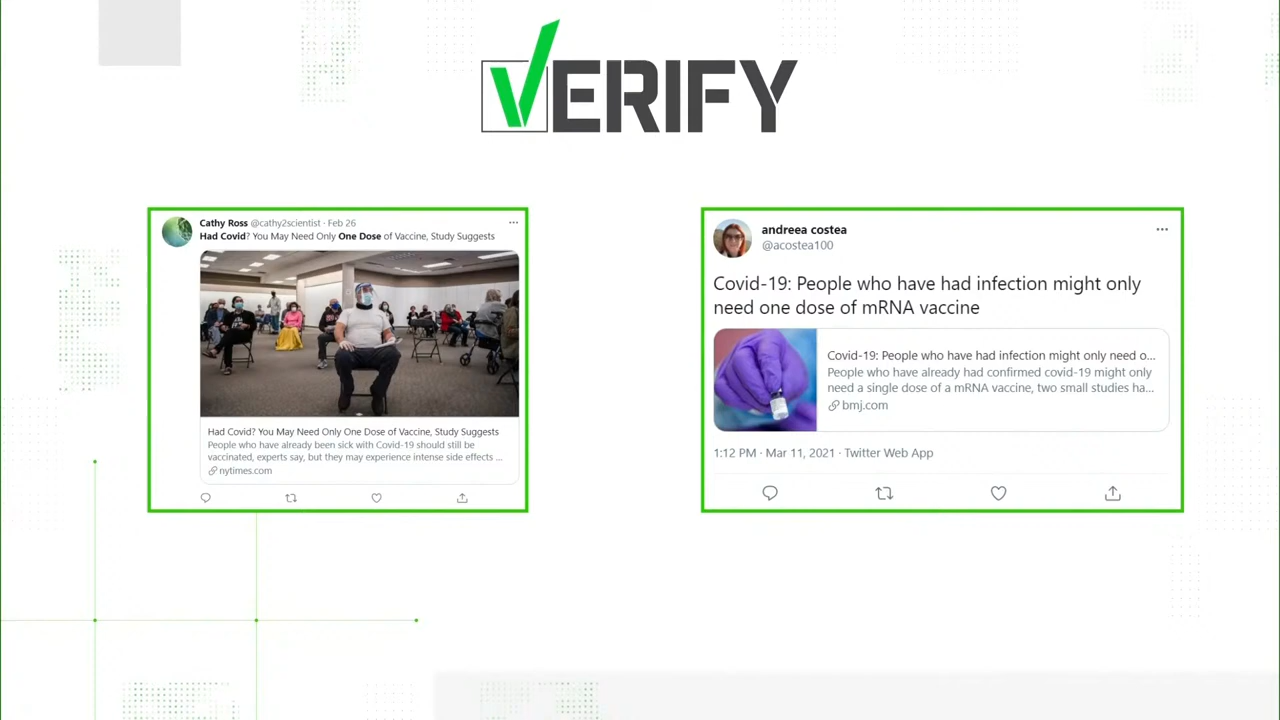 VERIFY
Cathy Ross @cathy2scientist · Feb 26
Had Covid? You May Need Only One Dose of Vaccine, Study Suggests
Had Covid? You May Need Only One Dose of Vaccine, Study Suggests
People who have already been sick with Covid-19 should still be
vaccinated, experts say, but they may experience intense side effects ...
nytimes.com
andreea costea
@acostea100
Covid-19: People who have had infection might only
need one dose of mRNA vaccine
Covid-19: People who have had infection might only need o...
People who have already had confirmed covid-19 might only
need a single dose of a mRNA vaccine, two small studies ha...
bmj.com
1:12 PM · Mar 11, 2021 · Twitter Web App